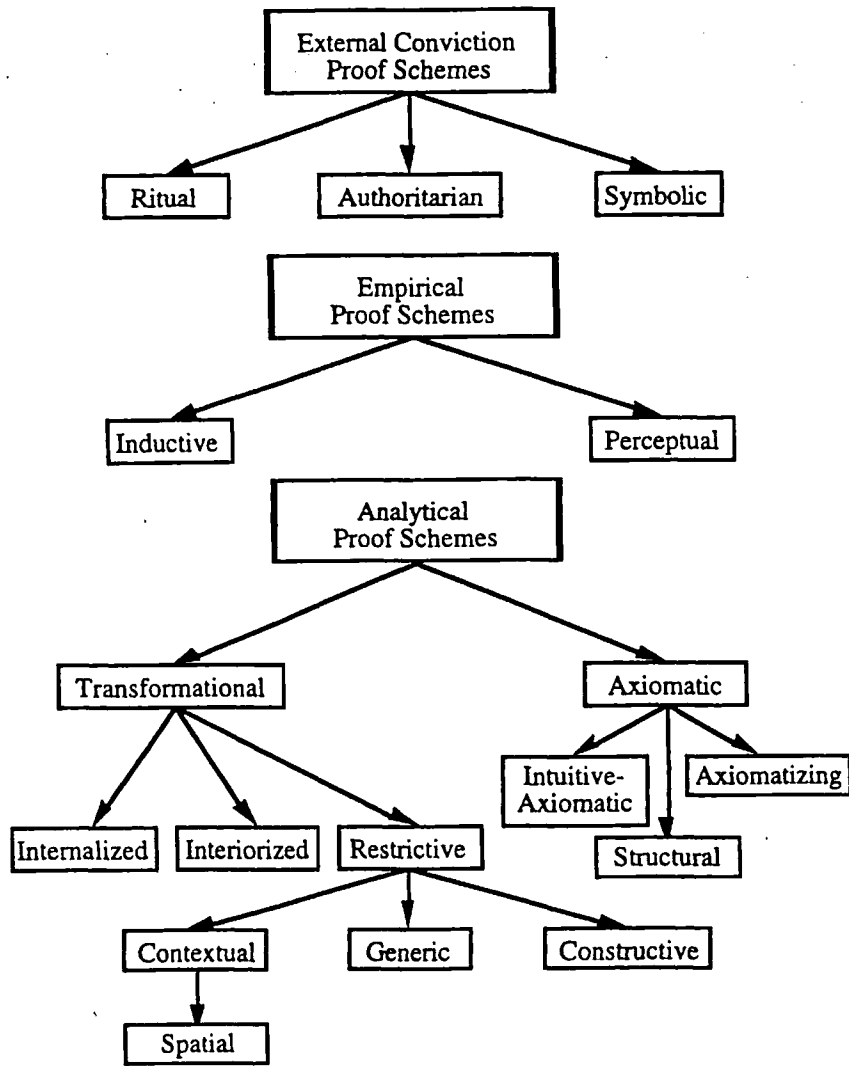 External Conviction
Proof Schemes
Ritual
Authoritarian
Symbolic
Empirical
Proof Schemes
Inductive
Perceptual
Analytical
Proof Schemes
Transformational
Axiomatic
Intuitive-
Axiomatic
Axiomatizing
Internalized
Interiorized
Restrictive
Structural
Contextual
Generic
Constructive
Spatial